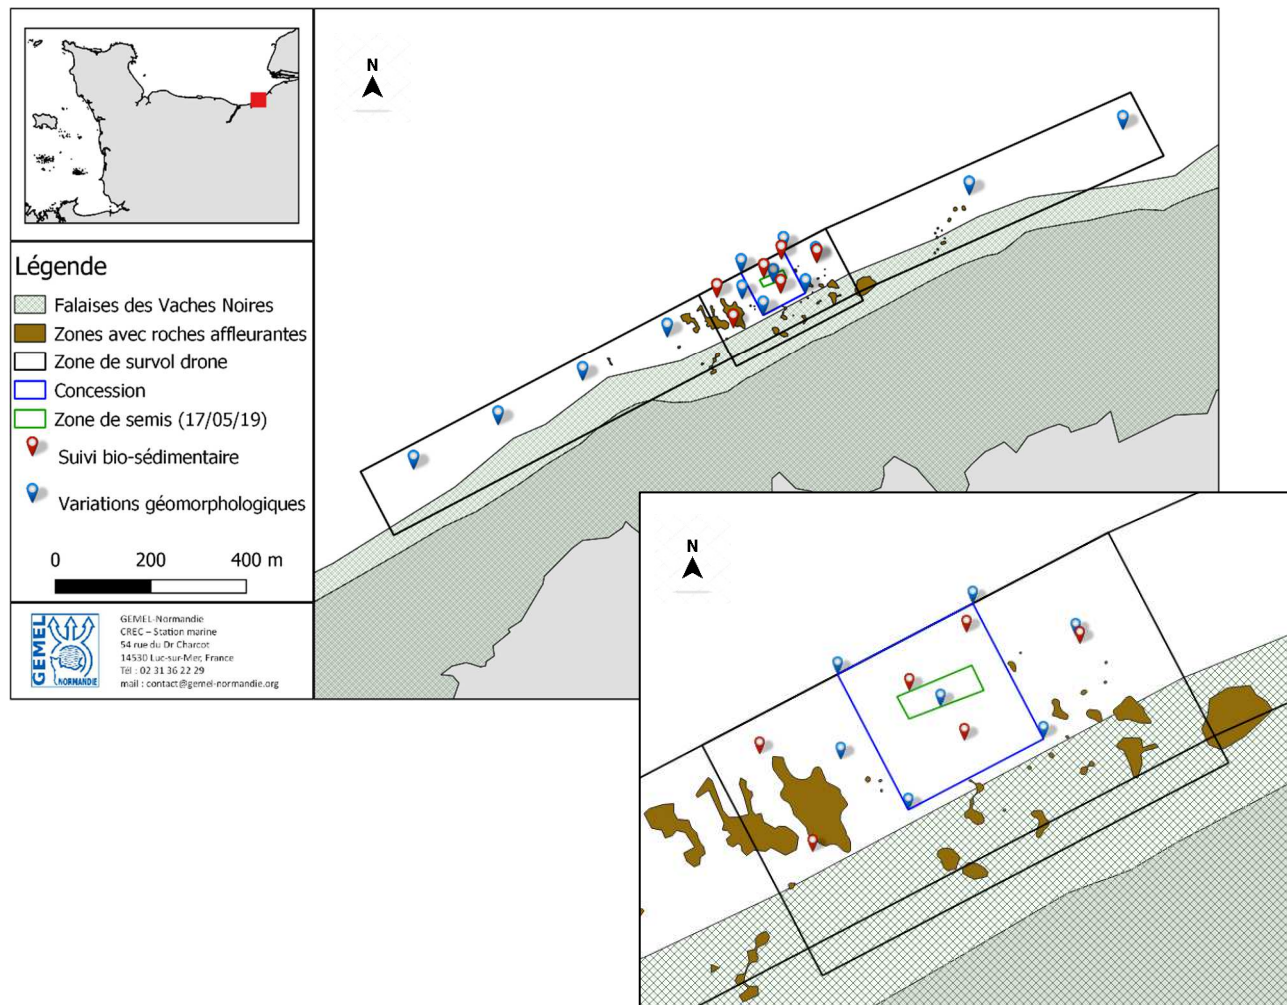 N
Légende
Falaises des Vaches Noires
Zones avec roches affleurantes
Zone de survol drone
Concession
Zone de semis (17/05/19)
Suivi bio-sédimentaire
Variations géomorphologiques
0 200 400 m
GEMEL
NORMANDIE
GEMEL-Normandie
CREC – Station marine
54 rue du Dr Charcot
14530 Luc-sur-Mer, France
Tél : 02 31 36 22 29
mail : contact@gemel-normandie.org
N